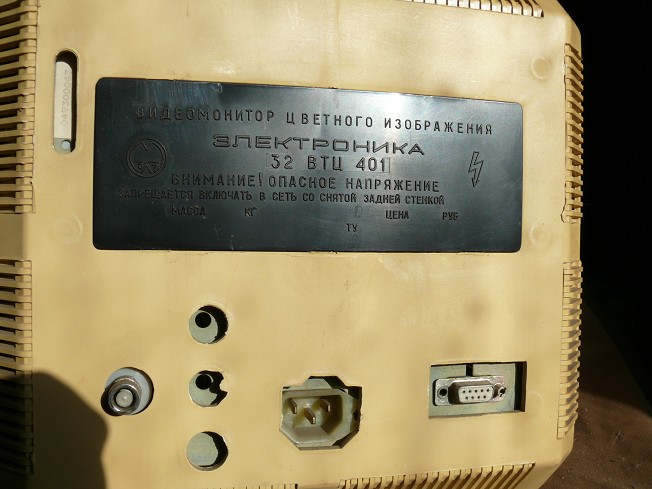 ВИДЕОМОНИТОР ЦВЕТНОГО ИЗОБРАЖЕНИЯ
ЭЛЕКТРОНИКА
32 ВТЦ 401
ВНИМАНИЕ! ОПАСНОЕ НАПРЯЖЕНИЕ
ЗАПРЕЩАЕТСЯ ВКЛЮЧАТЬ В СЕТЬ СО СНЯТОЙ ЗАДНЕЙ СТЕНКОЙ
МАССА КГ ЦЕНА РУБ
ТУ